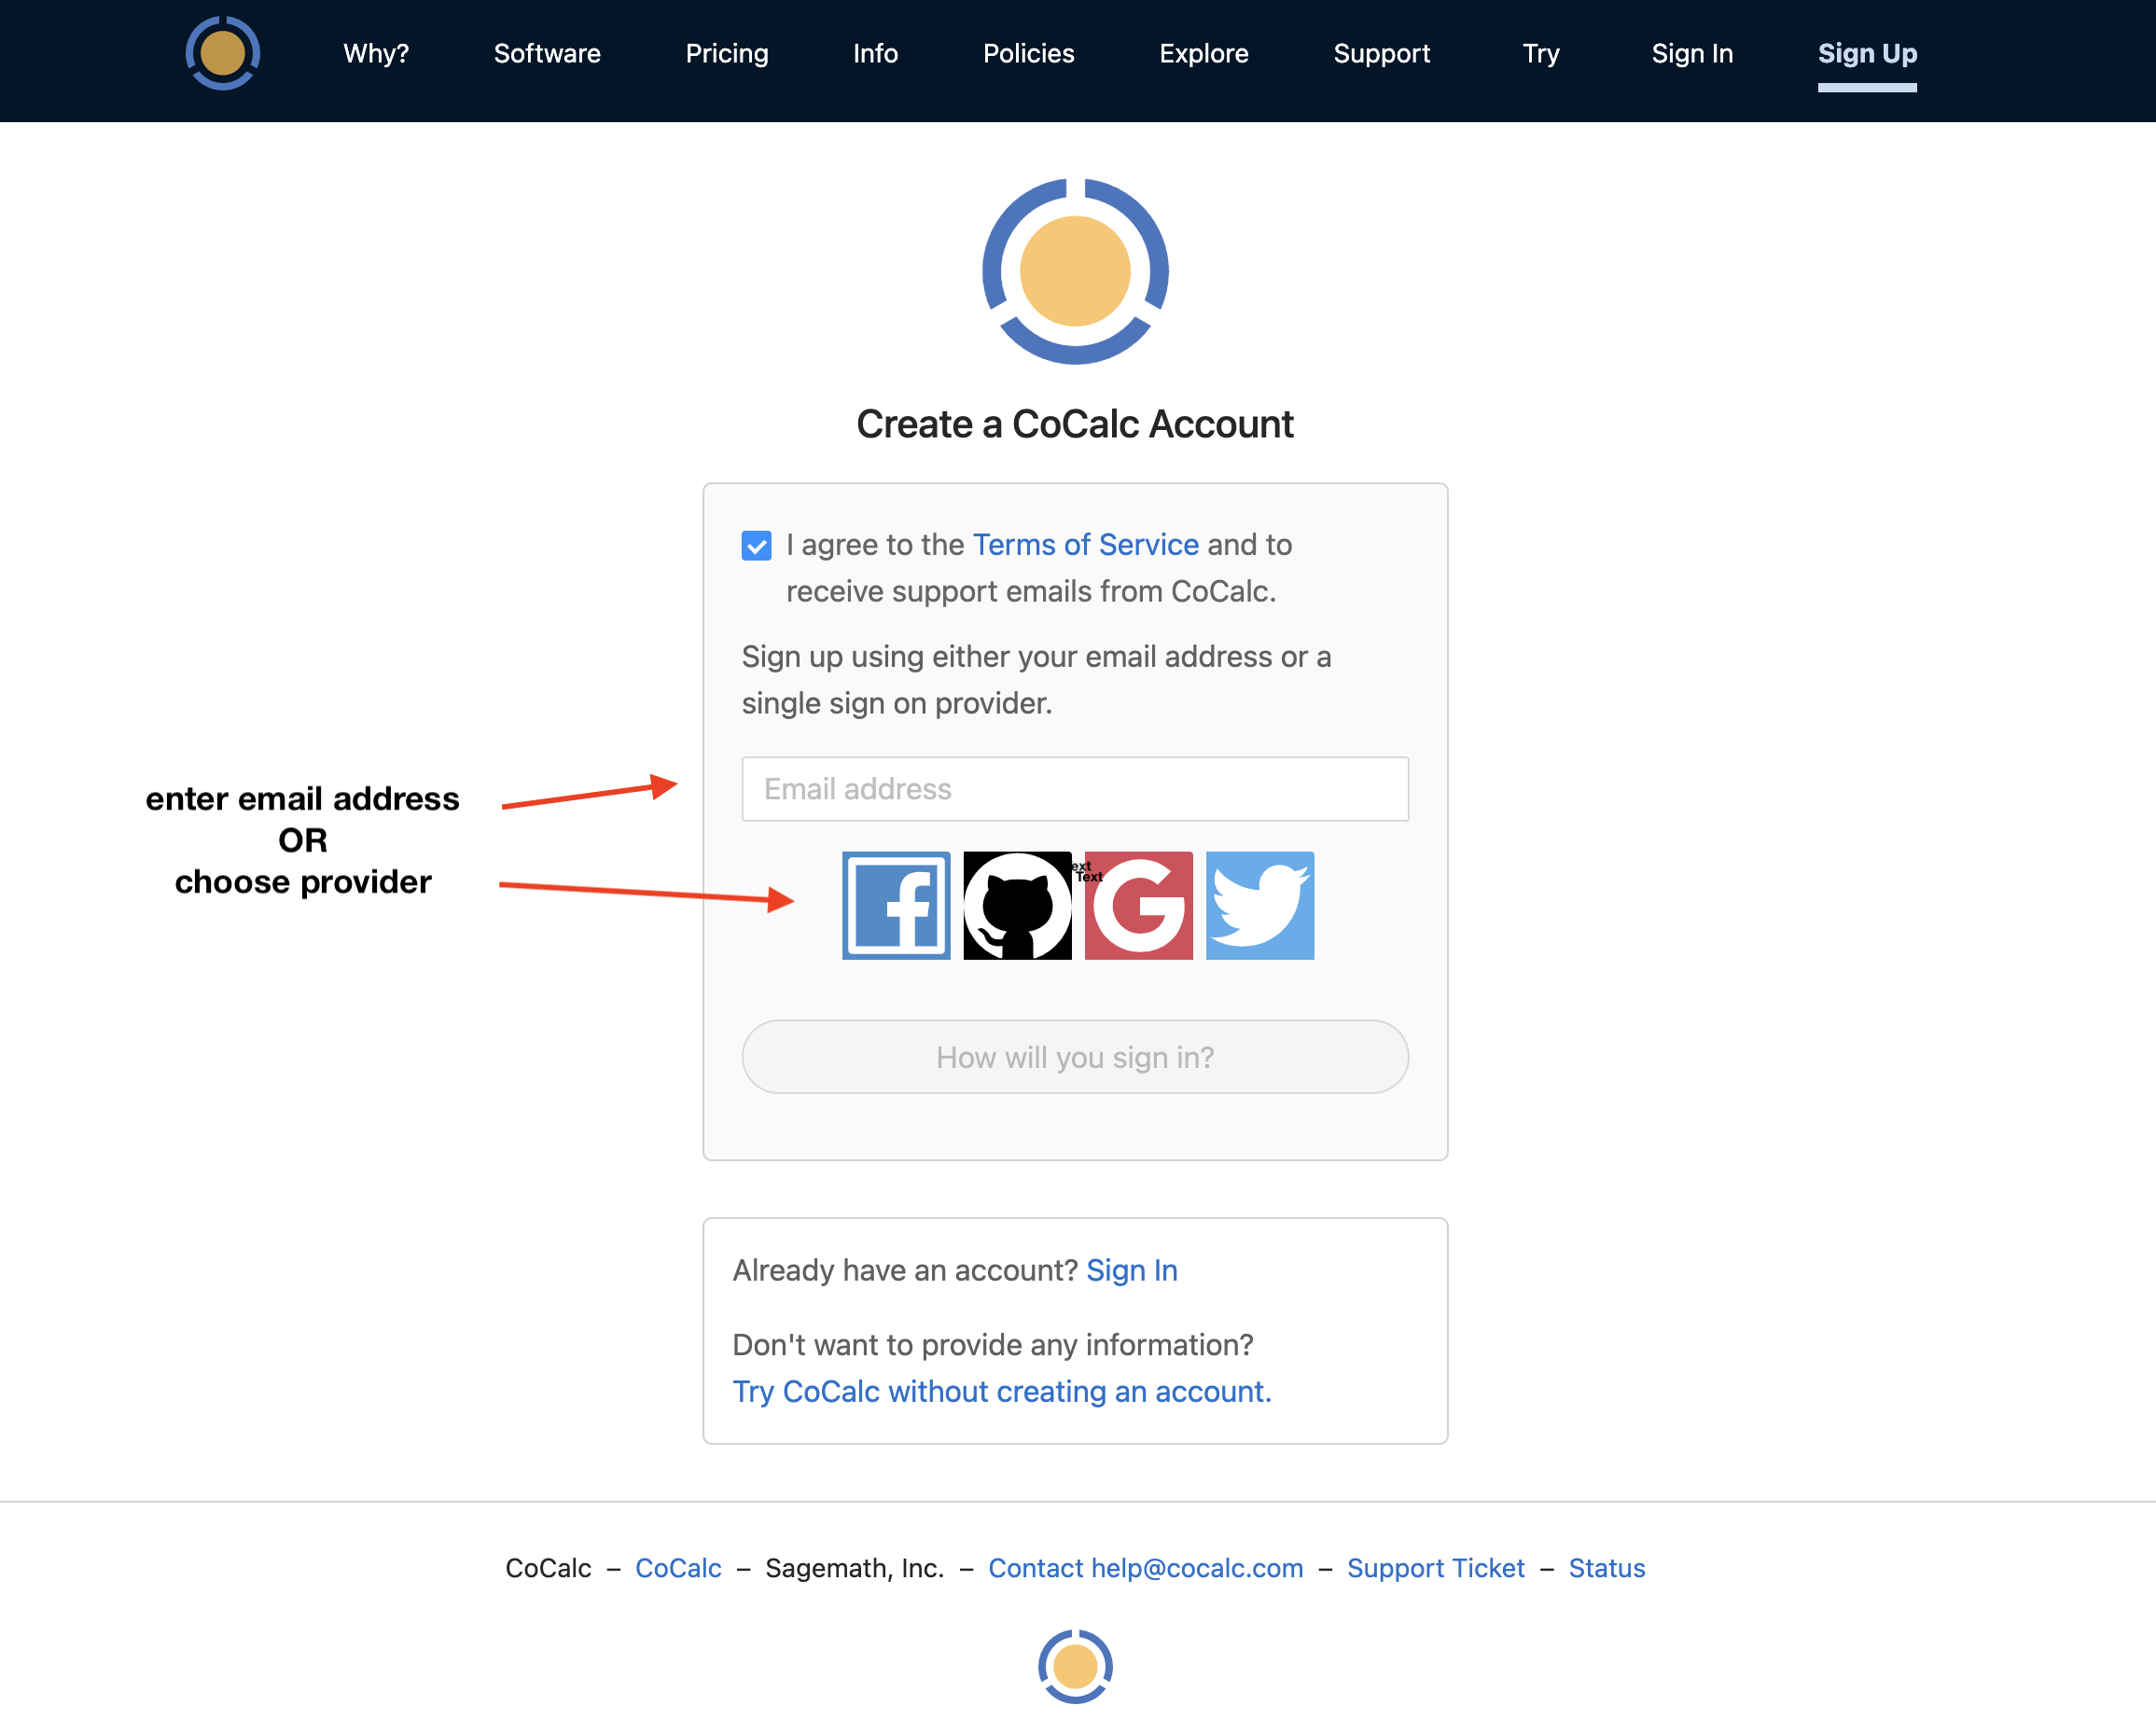 Why? Software Pricing Info Policies Explore Support Try Sign In Sign Up
Create a CoCalc Account
I agree to the Terms of Service and to
receive support emails from CoCalc.
Sign up using either your email address or a
single sign on provider.
enter email address
OR
choose provider
Email address
ext
Text
How will you sign in?
Already have an account? Sign In
Don't want to provide any information?
Try CoCalc without creating an account.
CoCalc – CoCalc – Sagemath, Inc. – Contact help@cocalc.com – Support Ticket – Status